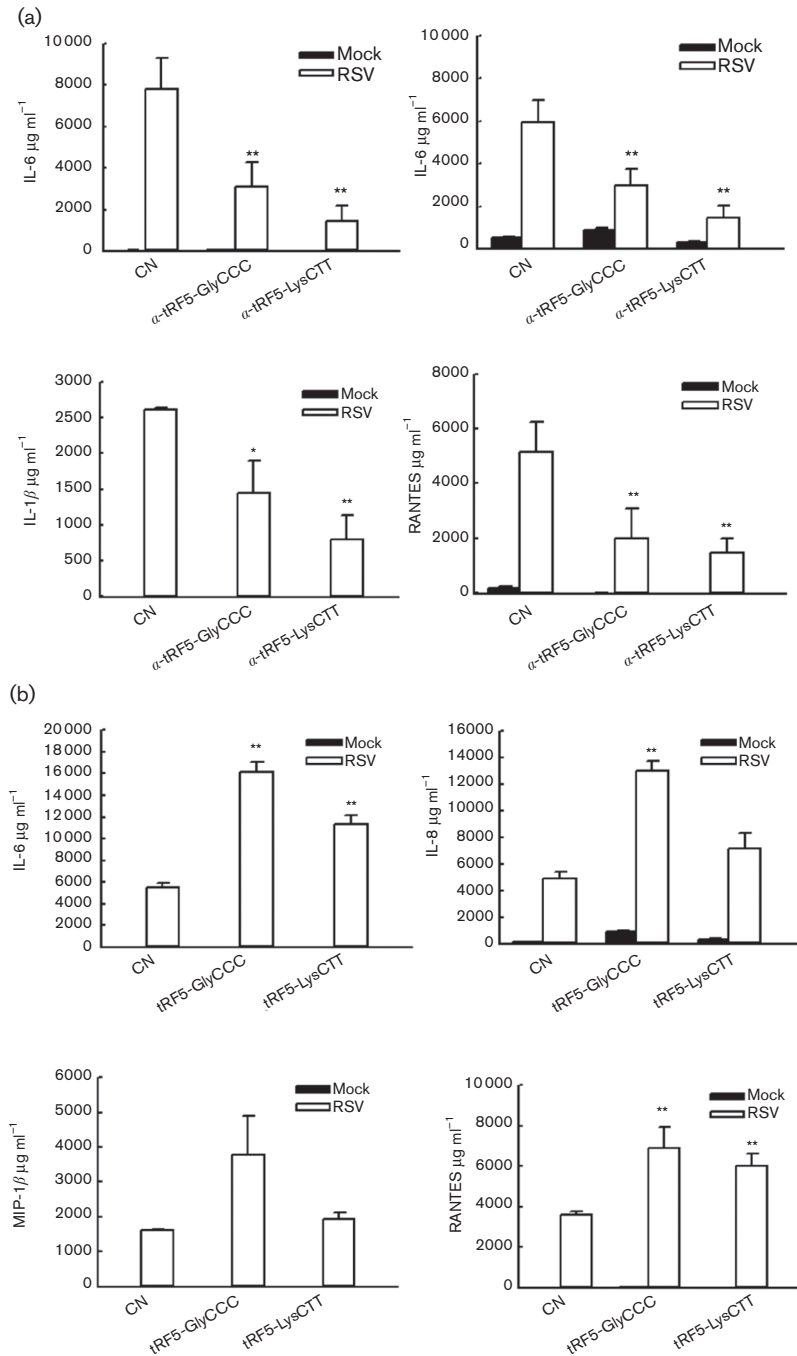 (a)
10 000
8000
6000
4000
2000
0
IL-6 µg ml−1
Mock
RSV
**
**
CN
α-tRF5-GlyCCC
α-tRF5-LysCTT
10 000
8000
6000
4000
2000
0
IL-6 µg ml−1
Mock
RSV
**
**
CN
α-tRF5-GlyCCC
α-tRF5-LysCTT
3000
2500
2000
1500
1000
500
0
IL-1β µg ml−1
Mock
RSV
*
**
CN
α-tRF5-GlyCCC
α-tRF5-LysCTT
8000
6000
4000
2000
0
RANTES µg ml−1
Mock
RSV
**
**
CN
α-tRF5-GlyCCC
α-tRF5-LysCTT
(b)
20 000
18 000
16 000
14 000
12 000
10 000
8000
6000
4000
2000
0
IL-6 µg ml−1
Mock
RSV
**
**
CN
tRF5-GlyCCC
tRF5-LysCTT
16 000
14 000
12 000
10 000
8000
6000
4000
2000
0
IL-8 µg ml−1
Mock
RSV
**
CN
tRF5-GlyCCC
tRF5-LysCTT
6000
5000
4000
3000
2000
1000
0
MIP-1β µg ml−1
Mock
RSV
CN
tRF5-GlyCCC
tRF5-LysCTT
10 000
8000
6000
4000
2000
0
RANTES µg ml−1
Mock
RSV
**
**
CN
tRF5-GlyCCC
tRF5-LysCTT